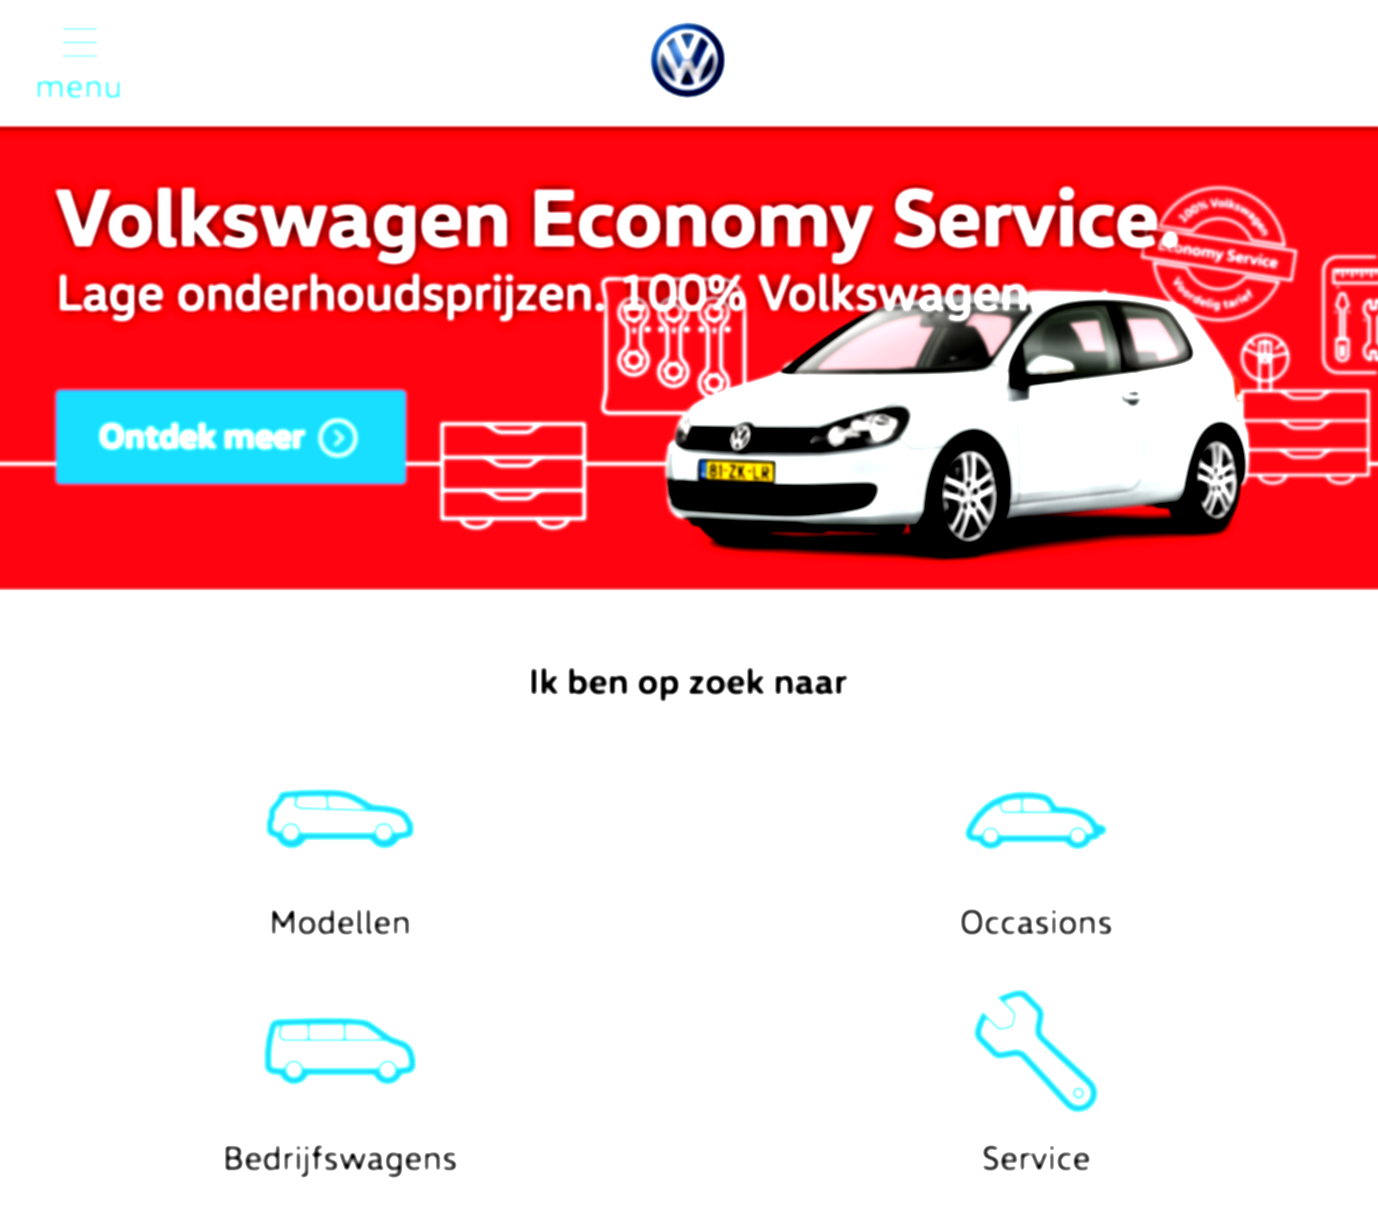 menu
Volkswagen Economy Service.
Lage onderhoudsprijzen. 100% Volkswagen.
100% Volkswagen
Economy Service
Voordelig tarief
Ontdek meer
81-ZK-LR
Ik ben op zoek naar
Modellen
Occasions
Bedrijfswagens
Service